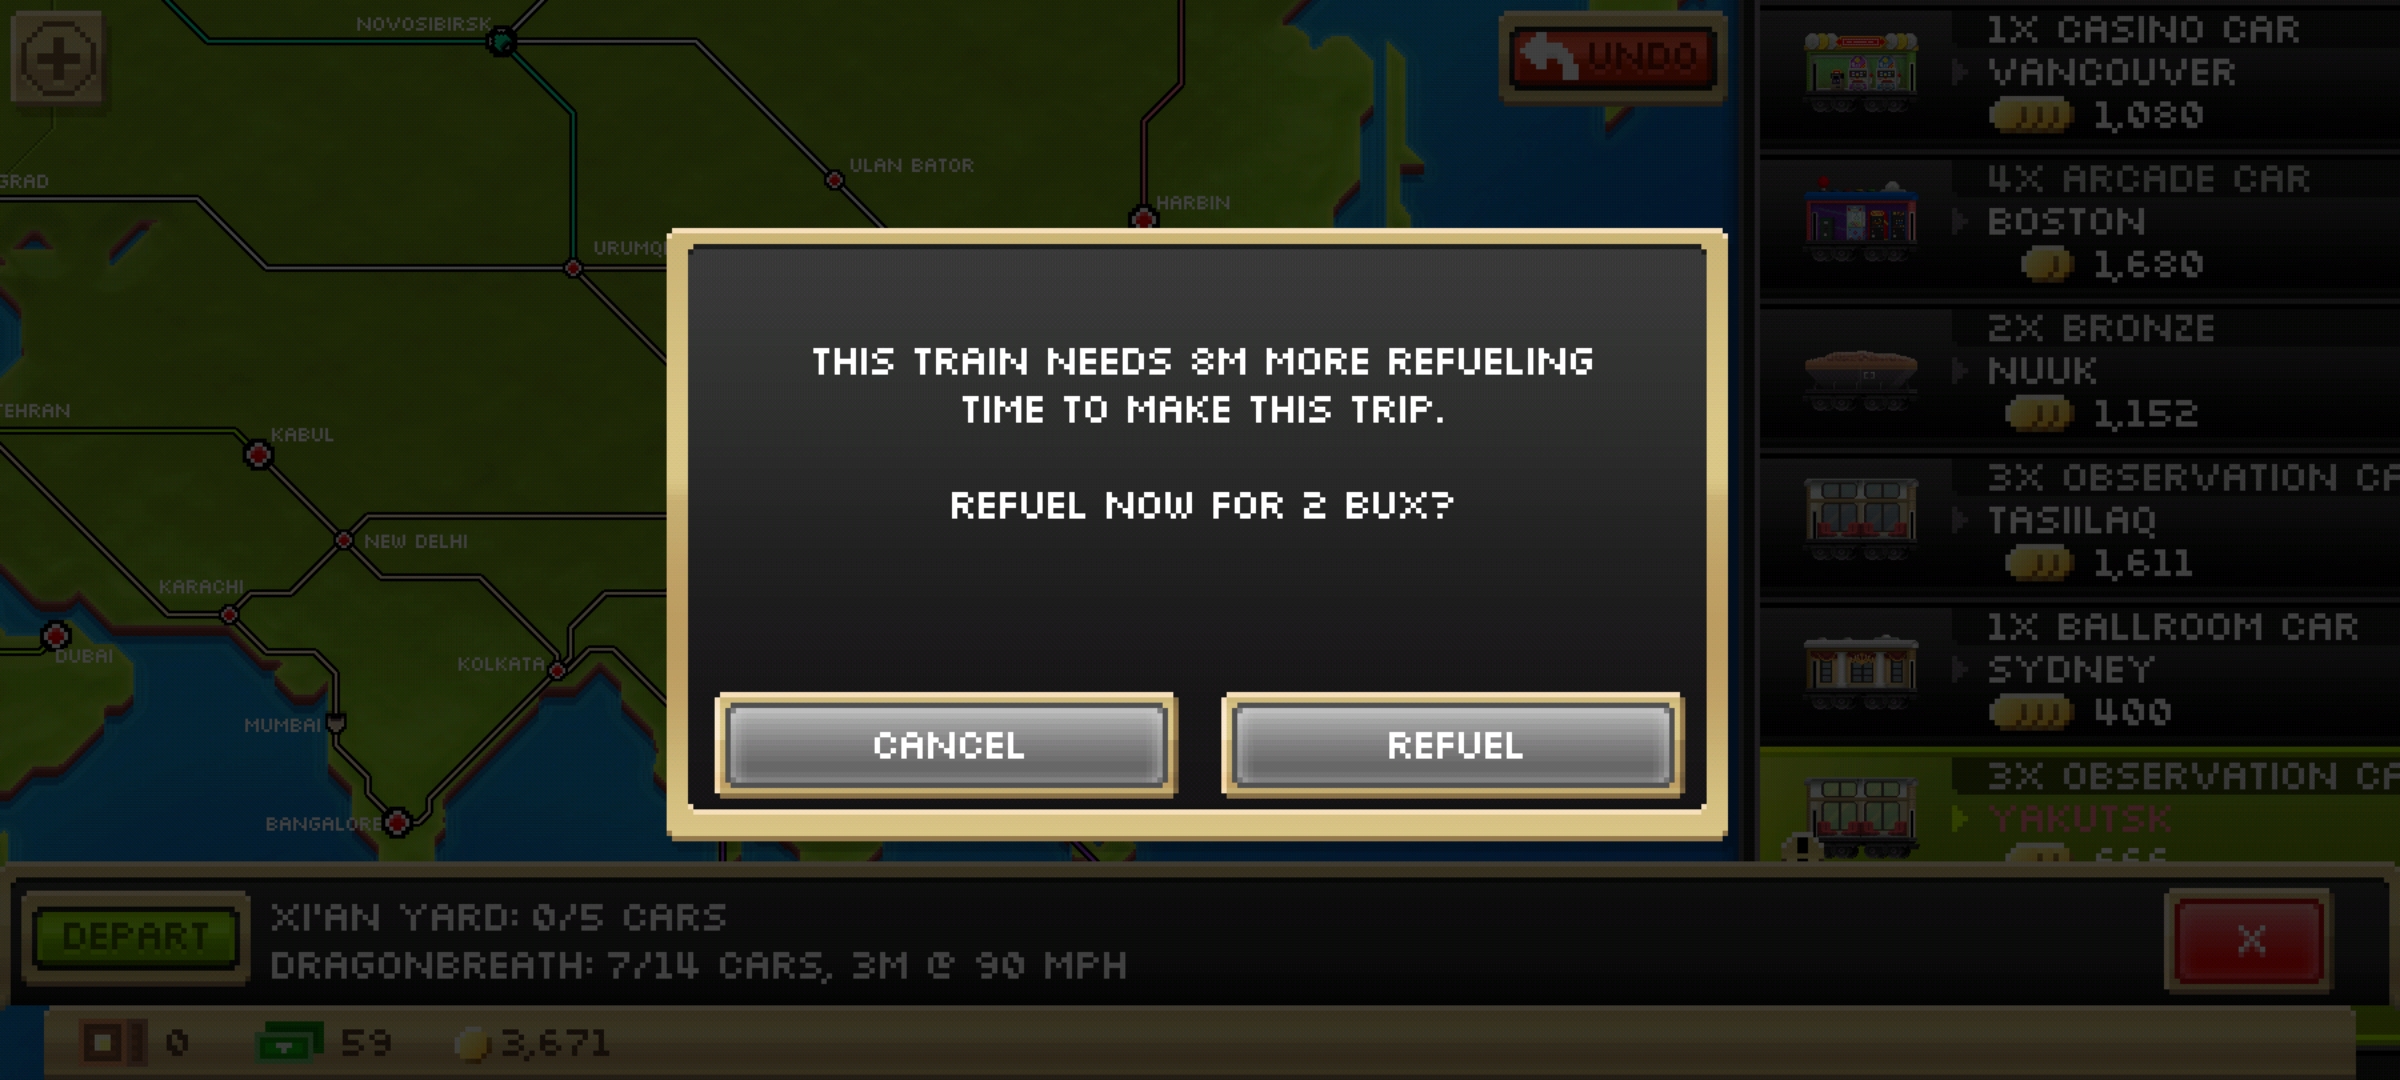 NOVOSIBIRSK
UNDO
ULAN BATOR
GRAD
HARBIN
URUMQ
TEHRAN
KABUL
NEW DELHI
KARACHI
DUBAI
KOLKATA
MUMBAI
BANGALORE
THIS TRAIN NEEDS 8M MORE REFUELING
TIME TO MAKE THIS TRIP.
REFUEL NOW FOR 2 BUX?
CANCEL
REFUEL
1X CASINO CAR
VANCOUVER
1,080
4X ARCADE CAR
BOSTON
1,680
2X BRONZE
NUUK
1,152
3X OBSERVATION CA
TASIILAQ
1,611
1X BALLROOM CAR
SYDNEY
400
3X OBSERVATION CA
YAKUTSK
666
DEPART
XI'AN YARD: 0/5 CARS
DRAGONBREATH: 7/14 CARS, 3M @ 90 MPH
X
0
59
3,671